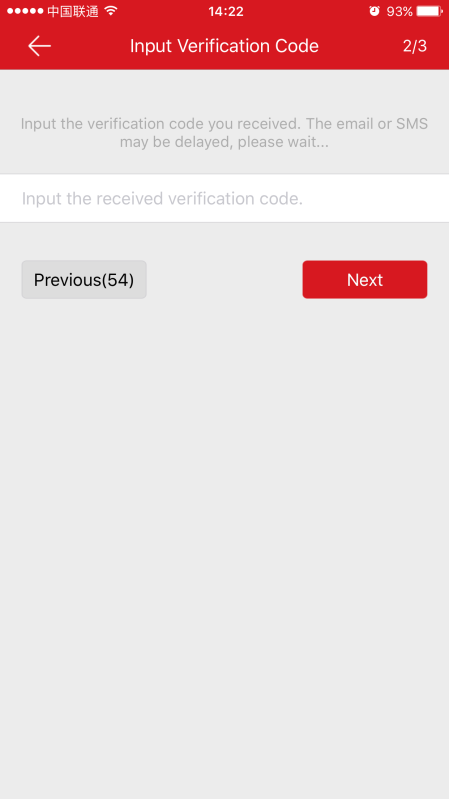 中国联通 14:22 93%
Input Verification Code 2/3
Input the verification code you received. The email or SMS
may be delayed, please wait...
Input the received verification code.
Previous(54) Next